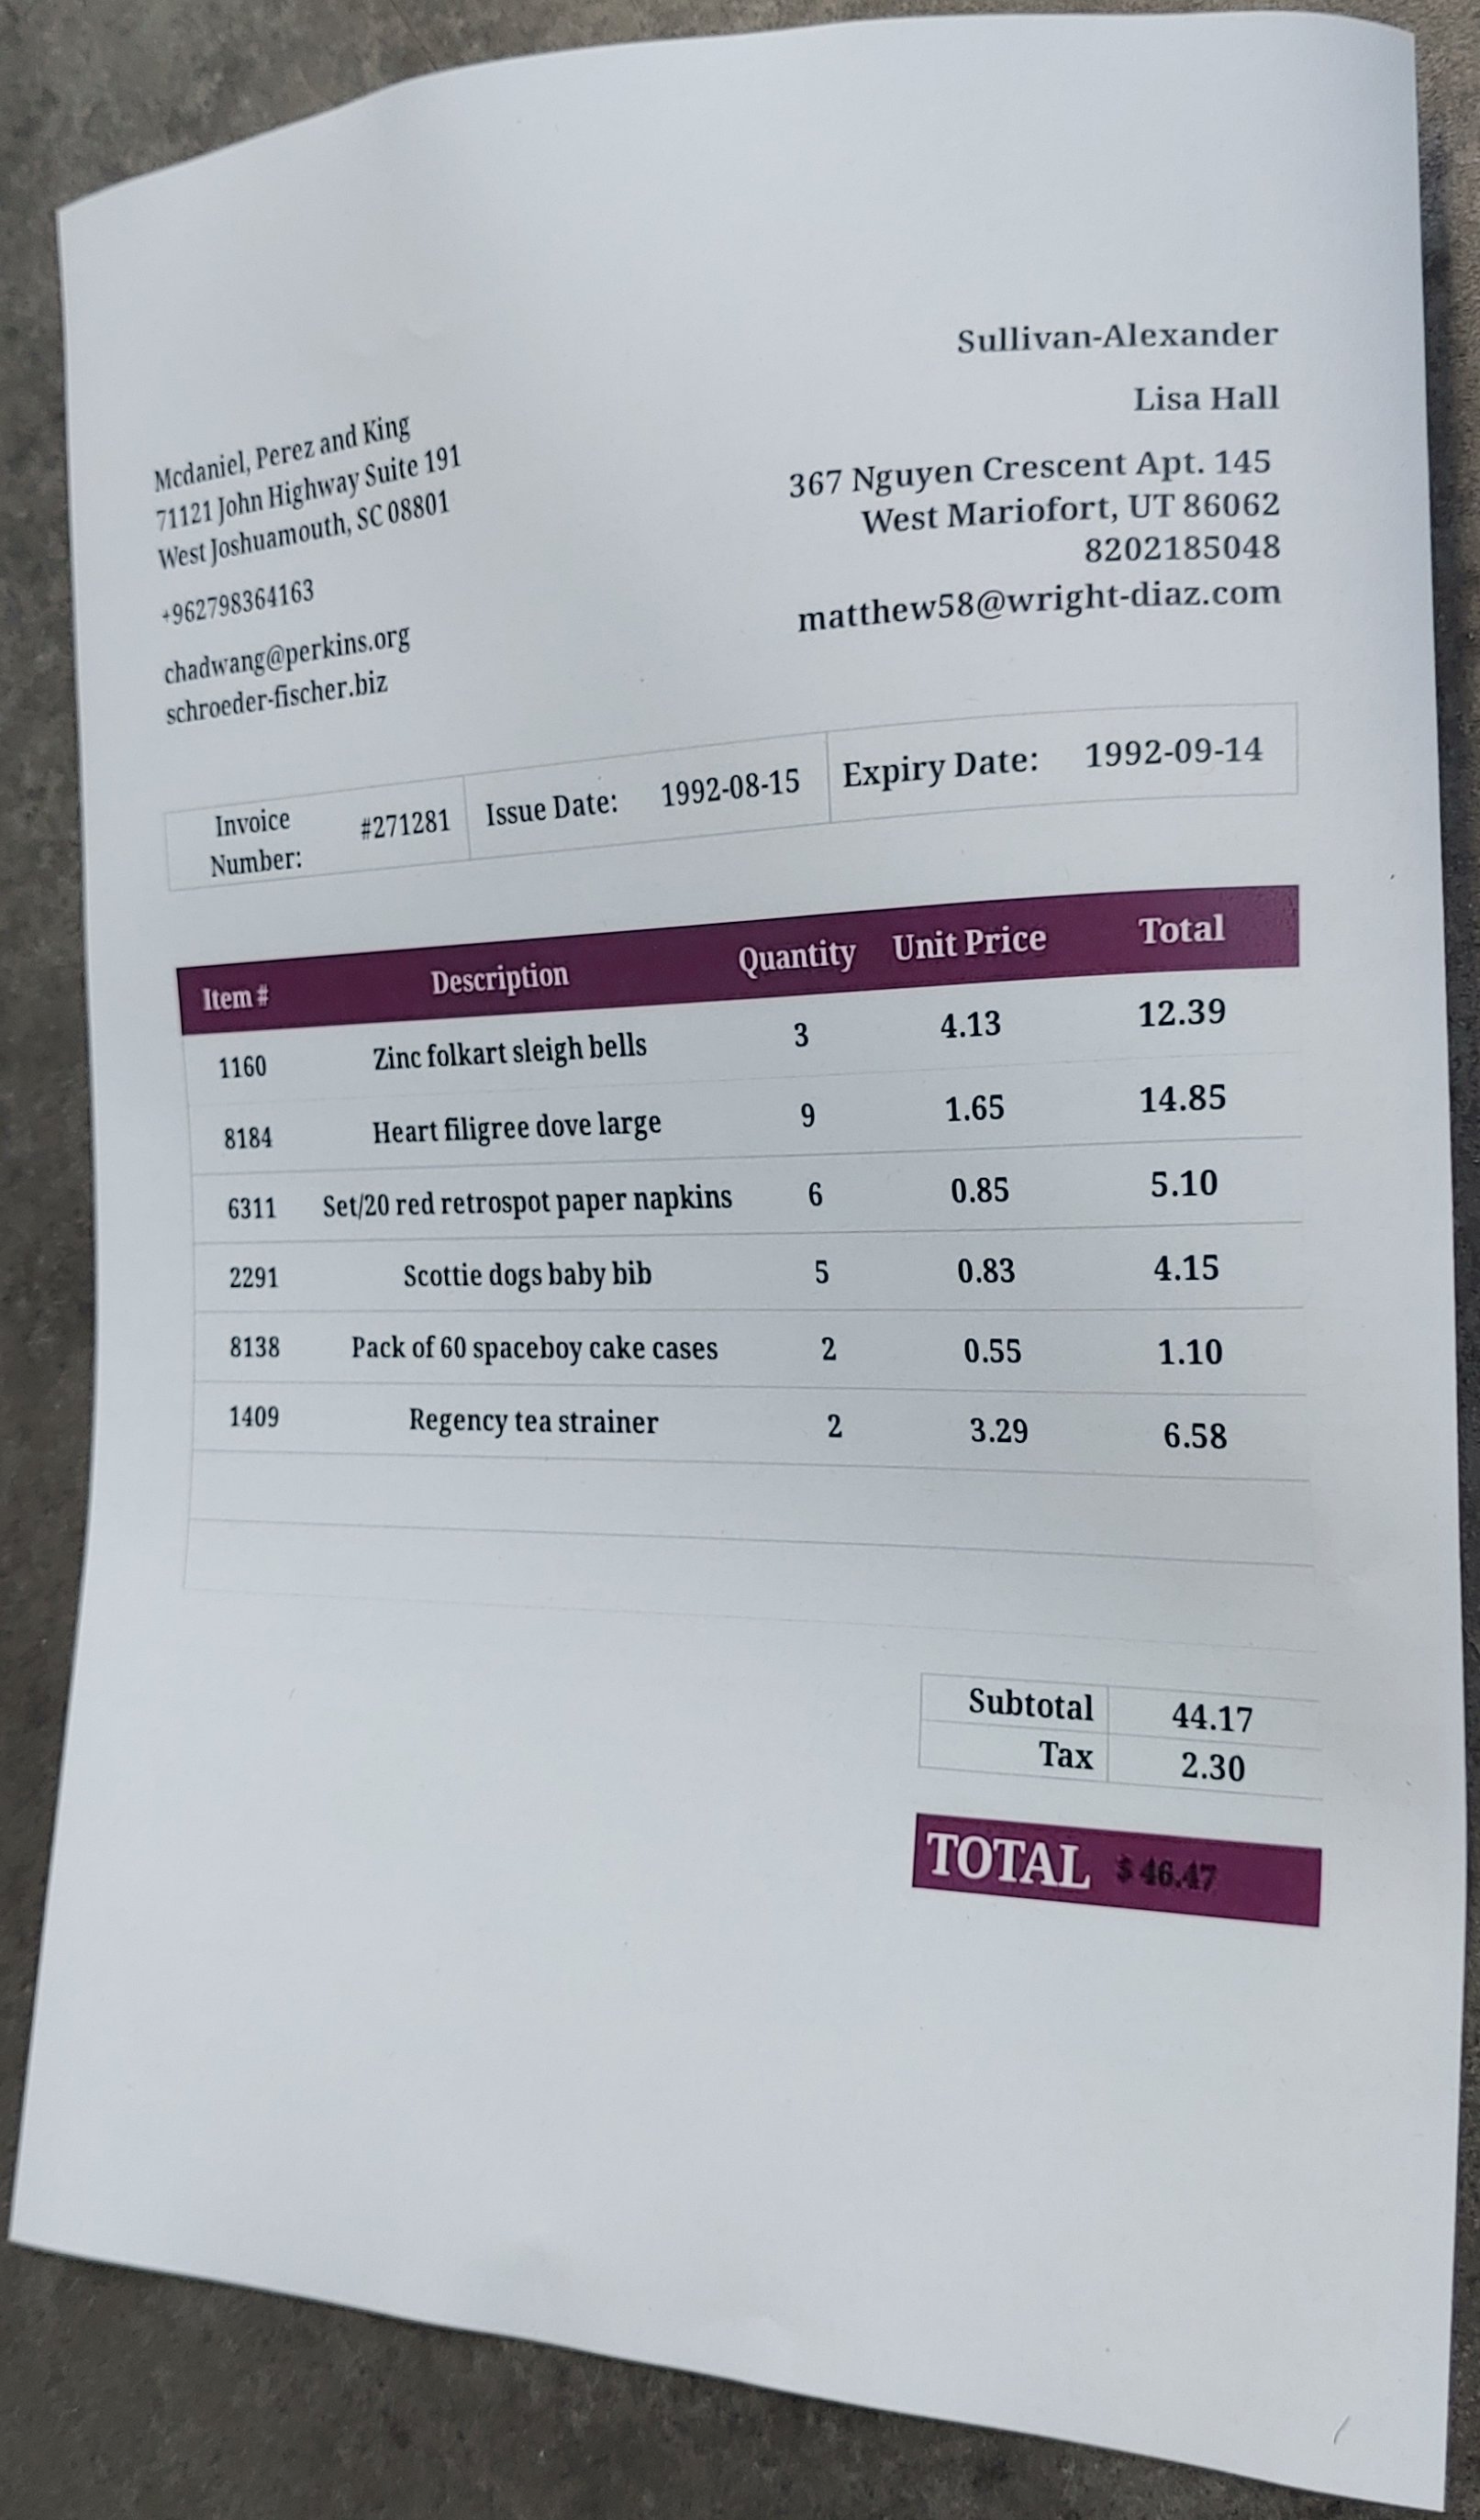 Sullivan-Alexander
Lisa Hall
367 Nguyen Crescent Apt. 145
West Mariofort, UT 86062
8202185048
matthew58@wright-diaz.com
Mcdaniel, Perez and King
71121 John Highway Suite 191
West Joshuamouth, SC 08801
+962798364163
chadwang@perkins.org
schroeder-fischer.biz
Invoice Number: #271281 Issue Date: 1992-08-15 Expiry Date: 1992-09-14
Item # Description Quantity Unit Price Total
1160 Zinc folkart sleigh bells 3 4.13 12.39
8184 Heart filigree dove large 9 1.65 14.85
6311 Set/20 red retrospot paper napkins 6 0.85 5.10
2291 Scottie dogs baby bib 5 0.83 4.15
8138 Pack of 60 spaceboy cake cases 2 0.55 1.10
1409 Regency tea strainer 2 3.29 6.58
Subtotal 44.17
Tax 2.30
TOTAL $ 46.47